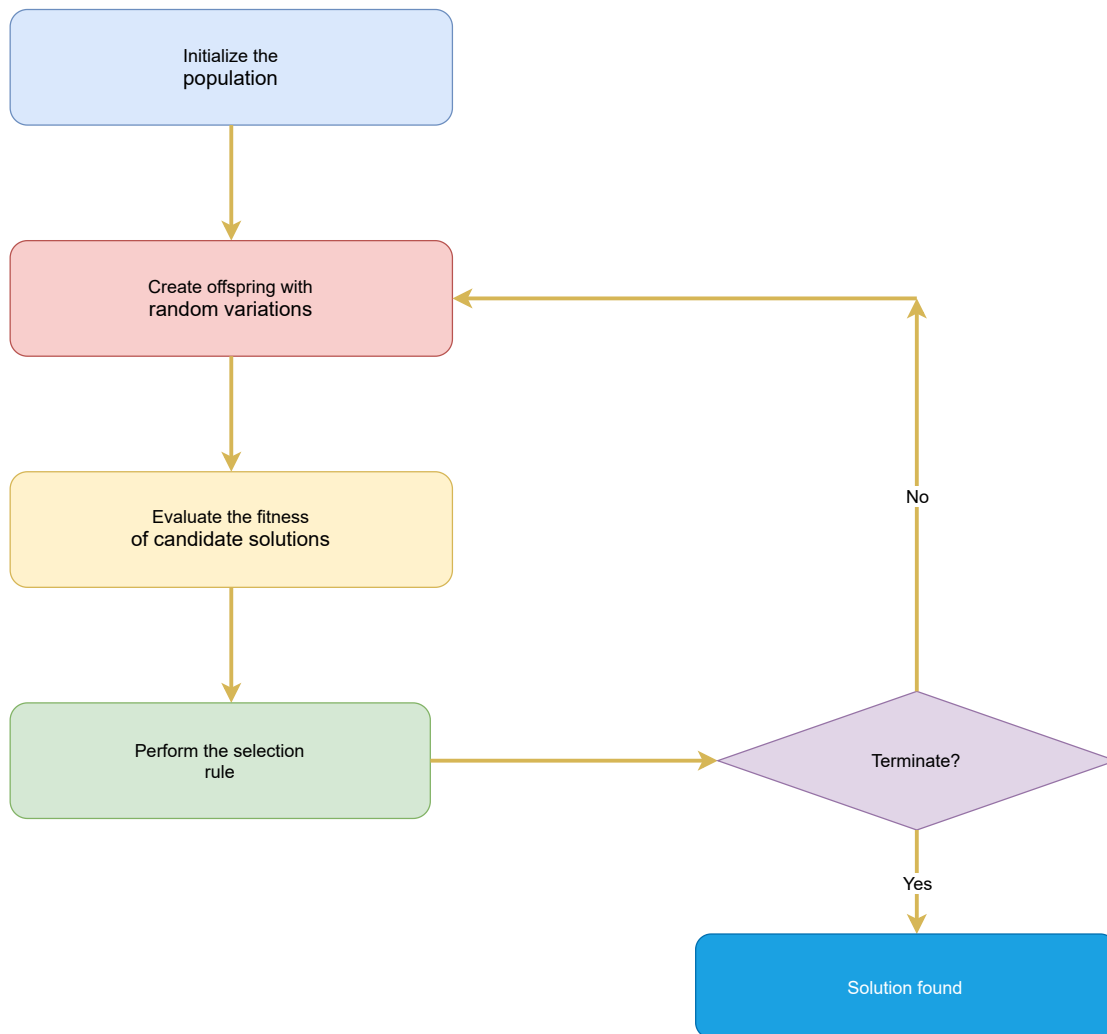 Initialize the
population
Create offspring with
random variations
Evaluate the fitness
of candidate solutions
No
Perform the selection
rule
Terminate?
Yes
Solution found